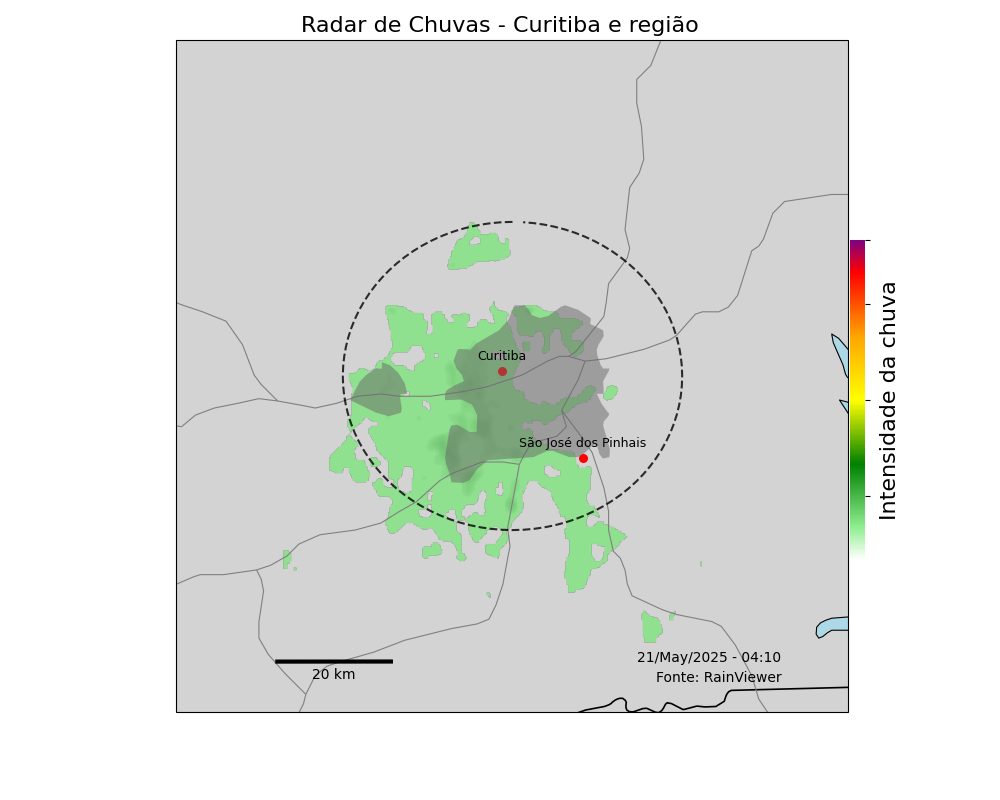 Radar de Chuvas - Curitiba e região
Curitiba
São José dos Pinhais
Intensidade da chuva
21/May/2025 - 04:10
20 km
Fonte: RainViewer